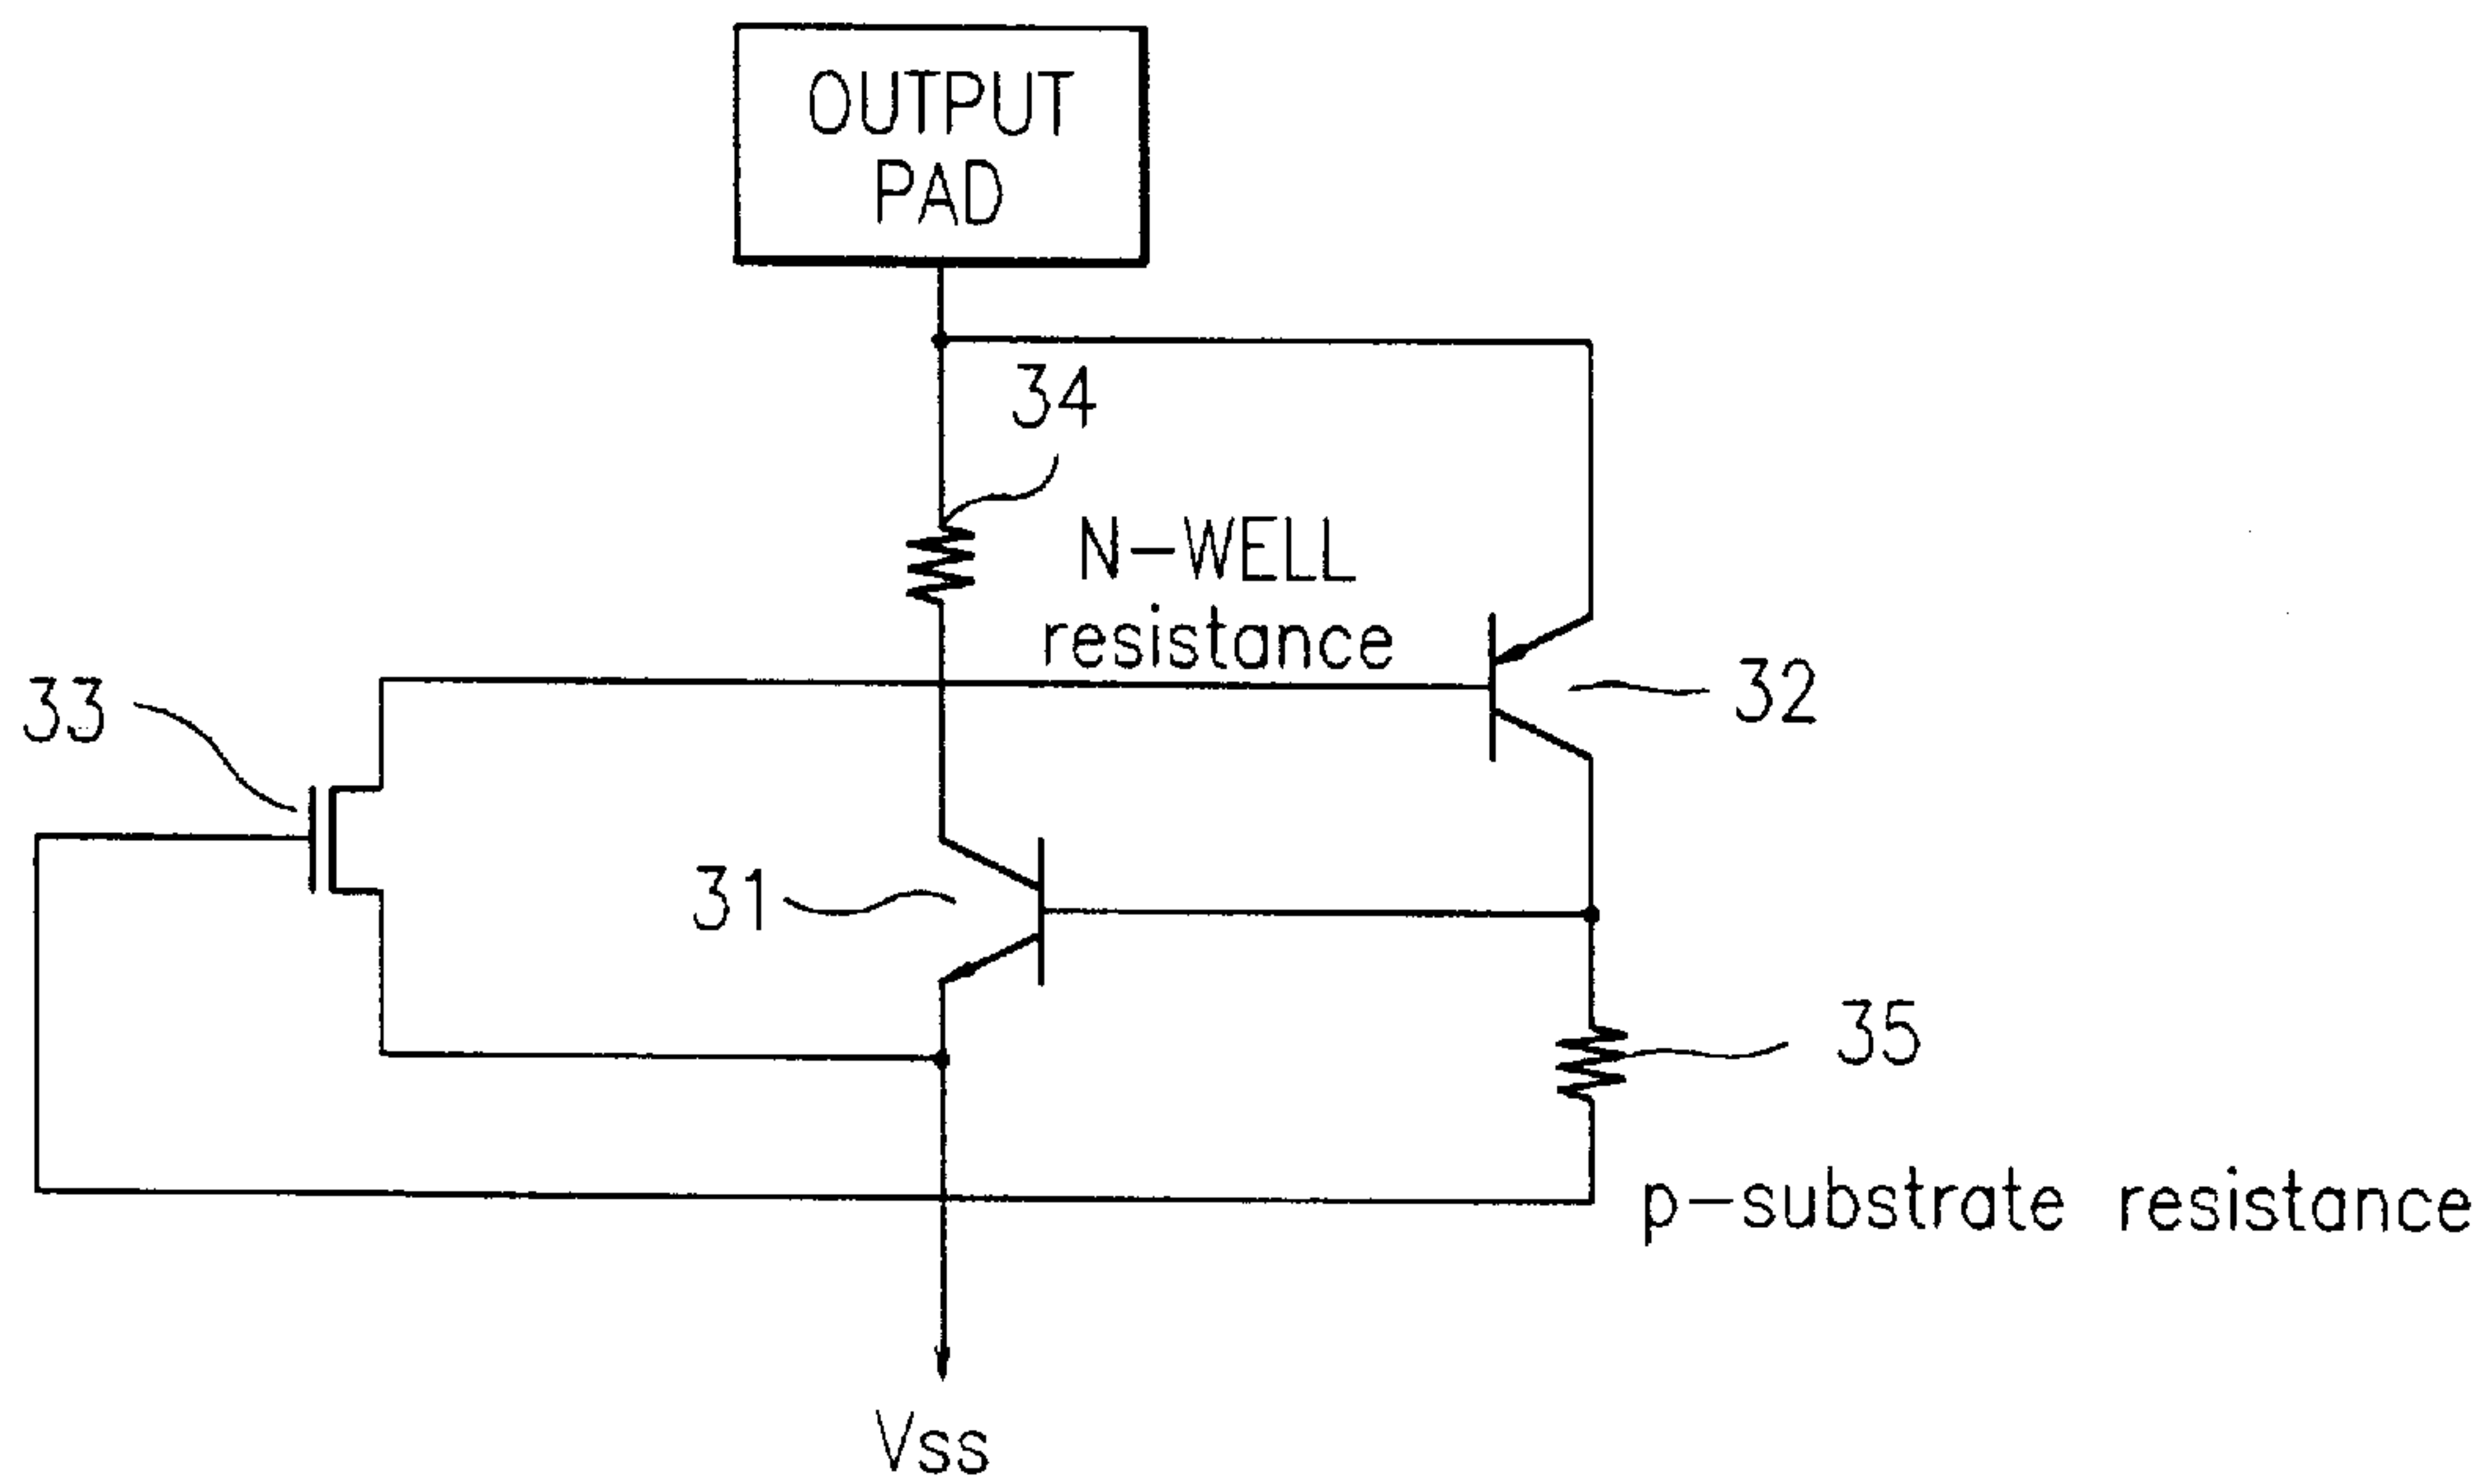 OUTPUT
PAD
34
N-WELL
resistance
33
32
31
35
p-substrate resistance
Vss